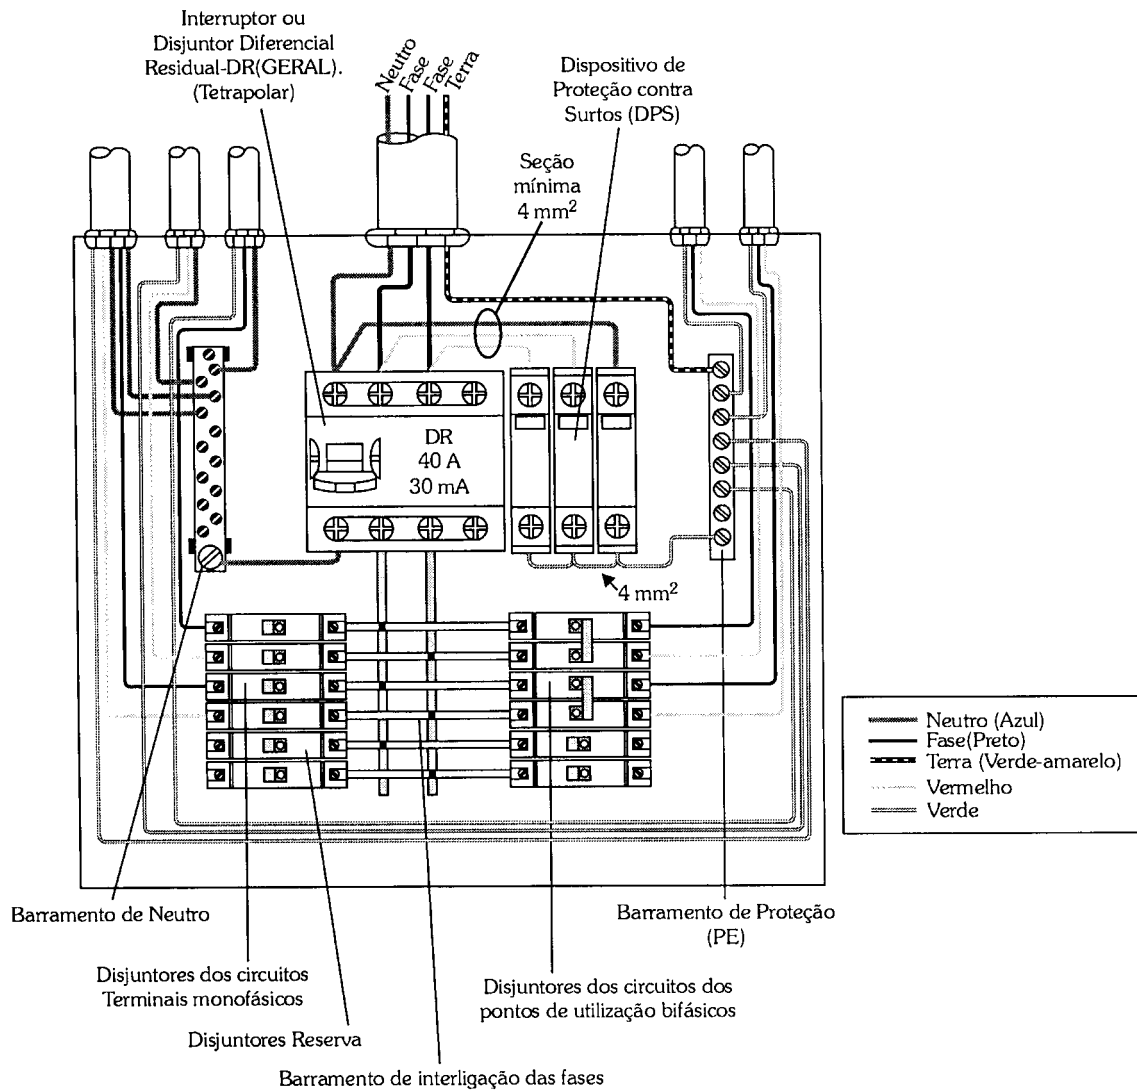 Interruptor ou
Disjuntor Diferencial
Residual-DR(GERAL).
(Tetrapolar)
Neutro
Fase
Fase
Terra
Dispositivo de
Proteção contra
Surtos (DPS)
Seção
mínima
4 mm²
DR
40 A
30 mA
4 mm²
Neutro (Azul)
Fase(Preto)
Terra (Verde-amarelo)
Vermelho
Verde
Barramento de Neutro
Barramento de Proteção
(PE)
Disjuntores dos circuitos
Terminais monofásicos
Disjuntores dos circuitos dos
pontos de utilização bifásicos
Disjuntores Reserva
Barramento de interligação das fases